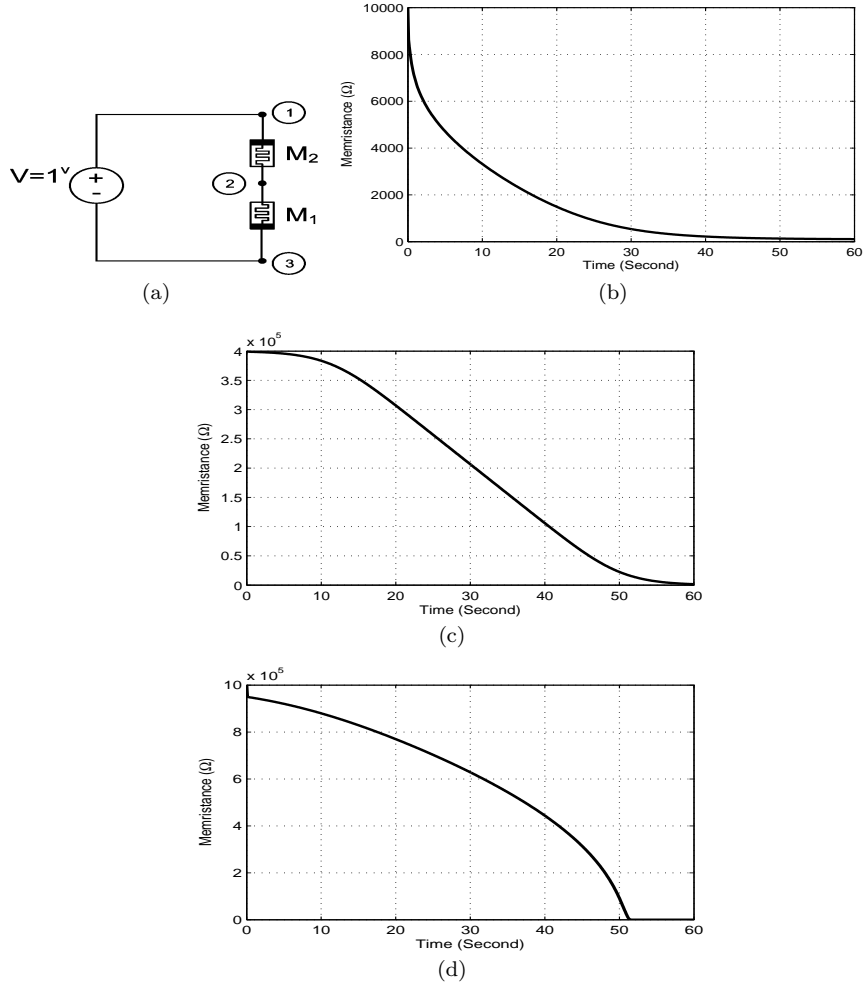 1
V=1v
+
-
M2
2
M1
3
(a)
10000
8000
6000
4000
2000
0
Memristance (Ω)
0 10 20 30 40 50 60
Time (Second)
(b)
x 10^5
4
3.5
3
2.5
2
1.5
1
0.5
0
Memristance (Ω)
0 10 20 30 40 50 60
Time (Second)
(c)
x 10^5
10
8
6
4
2
0
Memristance (Ω)
0 10 20 30 40 50 60
Time (Second)
(d)